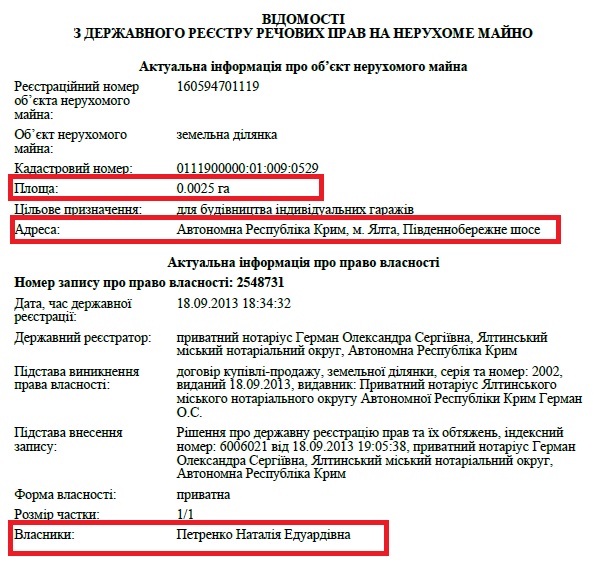 ВІДОМОСТІ
З ДЕРЖАВНОГО РЕЄСТРУ РЕЧОВИХ ПРАВ НА НЕРУХОМЕ МАЙНО
Актуальна інформація про об’єкт нерухомого майна
Реєстраційний номер 160594701119
об’єкта нерухомого
майна:
Об’єкт нерухомого земельна ділянка
майна:
Кадастровий номер: 0111900000:01:009:0529
Площа: 0.0025 га
Цільове призначення: для будівництва індивідуальних гаражів
Адреса: Автономна Республіка Крим, м. Ялта, Південнобережне шосе
Актуальна інформація про право власності
Номер запису про право власності: 2548731
Дата, час державної 18.09.2013 18:34:32
реєстрації:
Державний реєстратор: приватний нотаріус Герман Олександра Сергіївна, Ялтинський
міський нотаріальний округ, Автономна Республіка Крим
Підстава виникнення договір купівлі-продажу, земельної ділянки, серія та номер: 2002,
права власності: виданий 18.09.2013, видавник: Приватний нотаріус Ялтинського
міського нотаріального округу Автономної Республіки Крим Герман
О.С.
Підстава внесення Рішення про державну реєстрацію прав та їх обтяжень, індексний
запису: номер: 6006021 від 18.09.2013 19:05:38, приватний нотаріус Герман
Олександра Сергіївна, Ялтинський міський нотаріальний округ,
Автономна Республіка Крим
Форма власності: приватна
Розмір частки: 1/1
Власники: Петренко Наталія Едуардівна